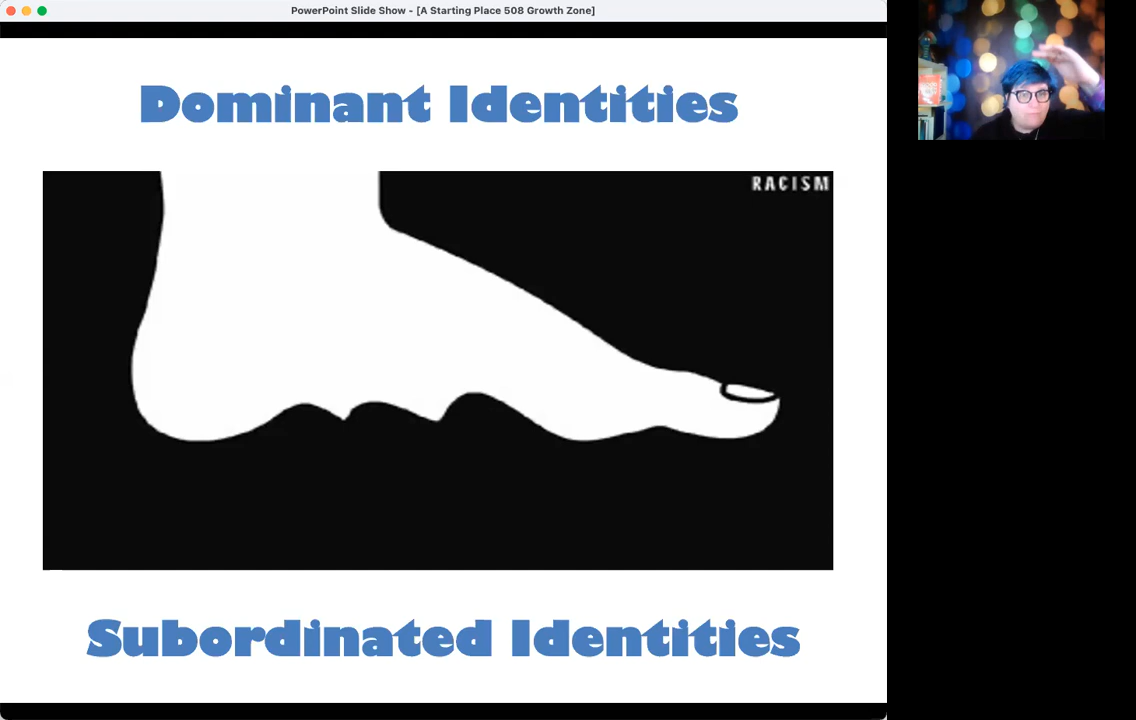 PowerPoint Slide Show - [A Starting Place 508 Growth Zone]
Dominant Identities
RACISM
Subordinated Identities